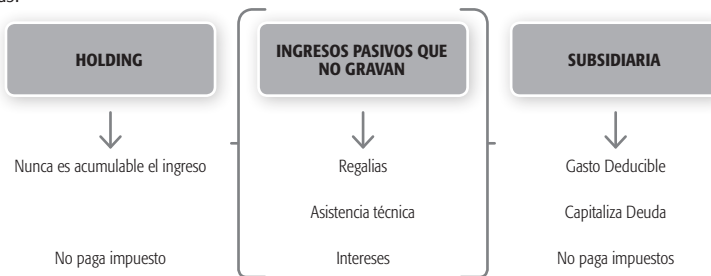 HOLDING
INGRESOS PASIVOS QUE
NO GRAVAN
SUBSIDIARIA
Nunca es acumulable el ingreso
Regalias
Gasto Deducible
Asistencia técnica
Capitaliza Deuda
No paga impuesto
Intereses
No paga impuestos